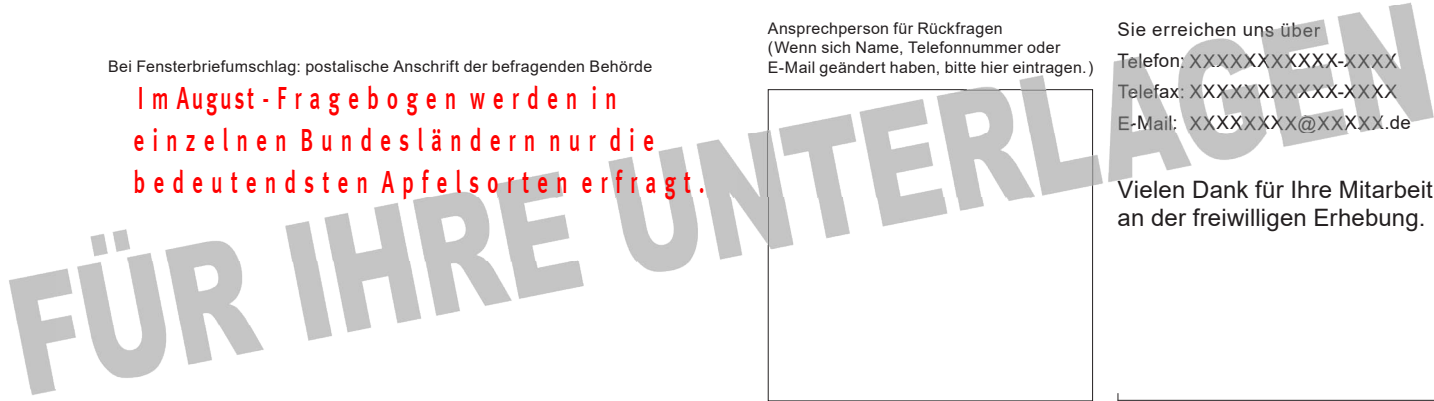 Bei Fensterbriefumschlag: postalische Anschrift der befragenden Behörde
Im August-Fragebogen werden in
einzelnen Bundesländern nur die
bedeutendsten Apfelsorten erfragt.
Ansprechperson für Rückfragen
(Wenn sich Name, Telefonnummer oder
E-Mail geändert haben, bitte hier eintragen.)
Sie erreichen uns über
Telefon: XXXXXXXXXXX-XXXX
Telefax: XXXXXXXXXXX-XXXX
E-Mail: XXXXXXXX@XXXXX.de
Vielen Dank für Ihre Mitarbeit
an der freiwilligen Erhebung.
FÜR IHRE UNTERLAGEN